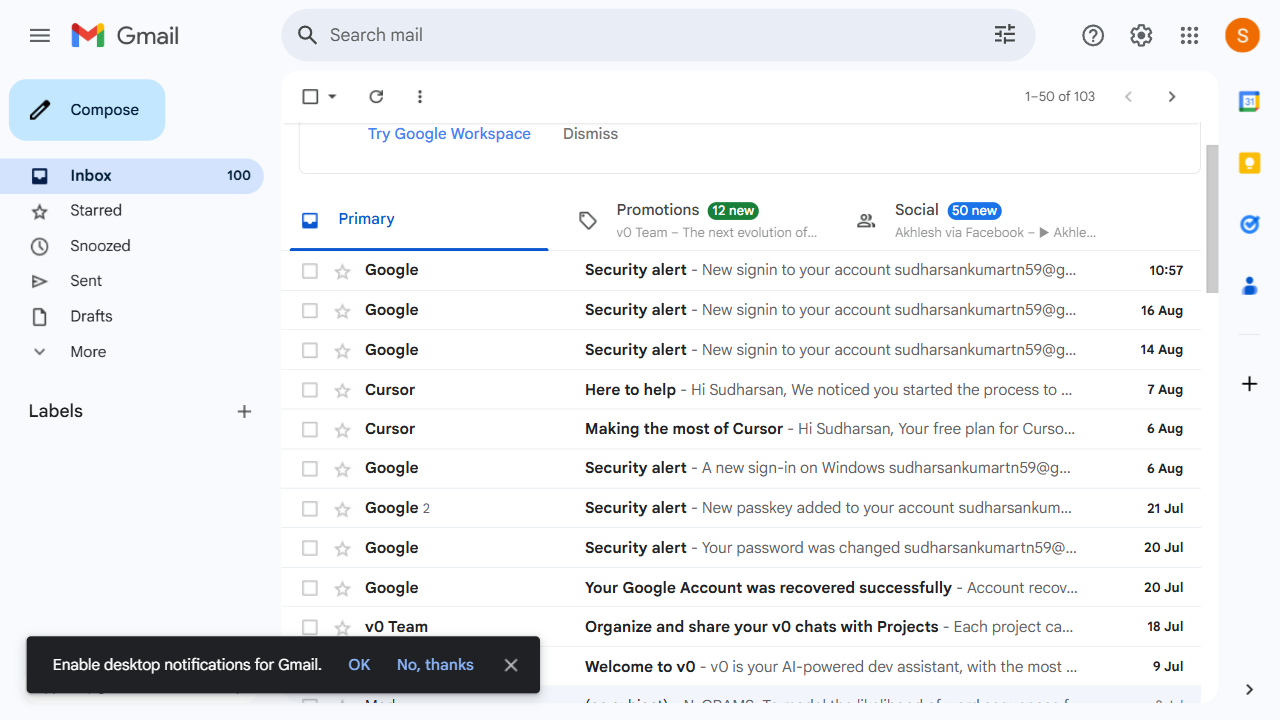 Gmail
Search mail
S
Compose
1–50 of 103
31
Try Google Workspace Dismiss
Inbox 100
Starred
Snoozed
Sent
Drafts
More
Labels
Primary
Promotions 12 new
v0 Team – The next evolution of…
Social 50 new
Akhlesh via Facebook – ▶ Akhle…
Google Security alert - New signin to your account sudharsankumartn59@g… 10:57
Google Security alert - New signin to your account sudharsankumartn59@g… 16 Aug
Google Security alert - New signin to your account sudharsankumartn59@g… 14 Aug
Cursor Here to help - Hi Sudharsan, We noticed you started the process to … 7 Aug
Cursor Making the most of Cursor - Hi Sudharsan, Your free plan for Curso… 6 Aug
Google Security alert - A new sign-in on Windows sudharsankumartn59@g… 6 Aug
Google 2 Security alert - New passkey added to your account sudharsankum… 21 Jul
Google Security alert - Your password was changed sudharsankumartn59@… 20 Jul
Google Your Google Account was recovered successfully - Account recov… 20 Jul
v0 Team Organize and share your v0 chats with Projects - Each project ca… 18 Jul
Welcome to v0 - v0 is your AI-powered dev assistant, with the most … 9 Jul
Enable desktop notifications for Gmail. OK No, thanks